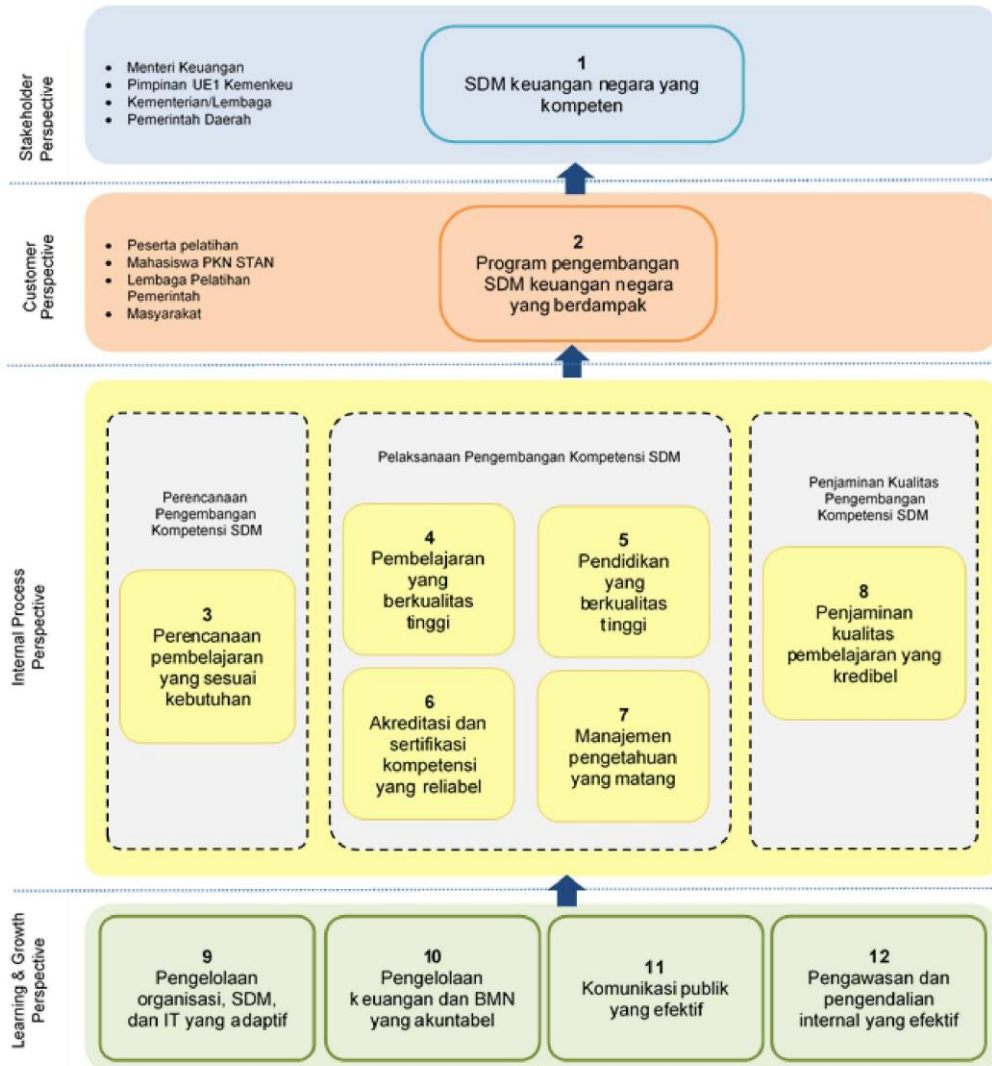 Stakeholder
Perspective
• Menteri Keuangan
• Pimpinan UE1 Kemenkeu
• Kementerian/Lembaga
• Pemerintah Daerah
1
SDM keuangan negara yang
kompeten
Customer
Perspective
• Peserta pelatihan
• Mahasiswa PKN STAN
• Lembaga Pelatihan
Pemerintah
• Masyarakat
2
Program pengembangan
SDM keuangan negara
yang berdampak
Internal Process
Perspective
Perencanaan
Pengembangan
Kompetensi SDM
3
Perencanaan
pembelajaran
yang sesuai
kebutuhan
Pelaksanaan Pengembangan Kompetensi SDM
4
Pembelajaran
yang
berkualitas
tinggi
5
Pendidikan
yang
berkualitas
tinggi
6
Akreditasi dan
sertifikasi
kompetensi
yang reliabel
7
Manajemen
pengetahuan
yang matang
Penjaminan Kualitas
Pengembangan
Kompetensi SDM
8
Penjaminan
kualitas
pembelajaran yang
kredibel
Learning & Growth
Perspective
9
Pengelolaan
organisasi, SDM,
dan IT yang adaptif
10
Pengelolaan
keuangan dan BMN
yang akuntabel
11
Komunikasi publik
yang efektif
12
Pengawasan dan
pengendalian
internal yang efektif